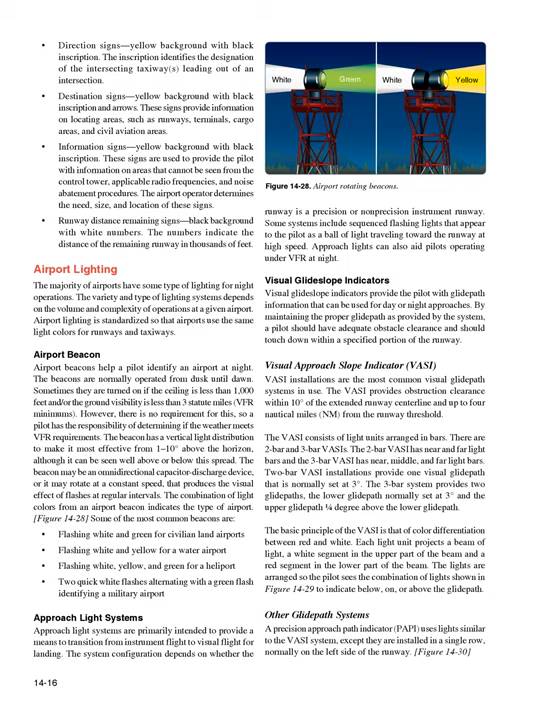 • Direction signs—yellow background with black
inscription. The inscription identifies the designation
of the intersecting taxiway(s) leading out of an
intersection.
• Destination signs—yellow background with black
inscription and arrows. These signs provide information
on locating areas, such as runways, terminals, cargo
areas, and civil aviation areas.
• Information signs—yellow background with black
inscription. These signs are used to provide the pilot
with information on areas that cannot be seen from the
control tower, applicable radio frequencies, and noise
abatement procedures. The airport operator determines
the need, size, and location of these signs.
• Runway distance remaining signs—black background
with white numbers. The numbers indicate the
distance of the remaining runway in thousands of feet.
Airport Lighting
The majority of airports have some type of lighting for night
operations. The variety and type of lighting systems depends
on the volume and complexity of operations at a given airport.
Airport lighting is standardized so that airports use the same
light colors for runways and taxiways.
Airport Beacon
Airport beacons help a pilot identify an airport at night.
The beacons are normally operated from dusk until dawn.
Sometimes they are turned on if the ceiling is less than 1,000
feet and/or the ground visibility is less than 3 statute miles (VFR
minimums). However, there is no requirement for this, so a
pilot has the responsibility of determining if the weather meets
VFR requirements. The beacon has a vertical light distribution
to make it most effective from 1–10° above the horizon,
although it can be seen well above or below this spread. The
beacon may be an omnidirectional capacitor-discharge device,
or it may rotate at a constant speed, that produces the visual
effect of flashes at regular intervals. The combination of light
colors from an airport beacon indicates the type of airport.
[Figure 14-28] Some of the most common beacons are:
• Flashing white and green for civilian land airports
• Flashing white and yellow for a water airport
• Flashing white, yellow, and green for a heliport
• Two quick white flashes alternating with a green flash
identifying a military airport
Approach Light Systems
Approach light systems are primarily intended to provide a
means to transition from instrument flight to visual flight for
landing. The system configuration depends on whether the
White
Green
White
Yellow
Figure 14-28. Airport rotating beacons.
runway is a precision or nonprecision instrument runway.
Some systems include sequenced flashing lights that appear
to the pilot as a ball of light traveling toward the runway at
high speed. Approach lights can also aid pilots operating
under VFR at night.
Visual Glideslope Indicators
Visual glideslope indicators provide the pilot with glidepath
information that can be used for day or night approaches. By
maintaining the proper glidepath as provided by the system,
a pilot should have adequate obstacle clearance and should
touch down within a specified portion of the runway.
Visual Approach Slope Indicator (VASI)
VASI installations are the most common visual glidepath
systems in use. The VASI provides obstruction clearance
within 10° of the extended runway centerline and up to four
nautical miles (NM) from the runway threshold.
The VASI consists of light units arranged in bars. There are
2-bar and 3-bar VASIs. The 2-bar VASI has near and far light
bars and the 3-bar VASI has near, middle, and far light bars.
Two-bar VASI installations provide one visual glidepath
that is normally set at 3°. The 3-bar system provides two
glidepaths, the lower glidepath normally set at 3° and the
upper glidepath ¼ degree above the lower glidepath.
The basic principle of the VASI is that of color differentiation
between red and white. Each light unit projects a beam of
light, a white segment in the upper part of the beam and a
red segment in the lower part of the beam. The lights are
arranged so the pilot sees the combination of lights shown in
Figure 14-29 to indicate below, on, or above the glidepath.
Other Glidepath Systems
A precision approach path indicator (PAPI) uses lights similar
to the VASI system, except they are installed in a single row,
normally on the left side of the runway. [Figure 14-30]
14-16